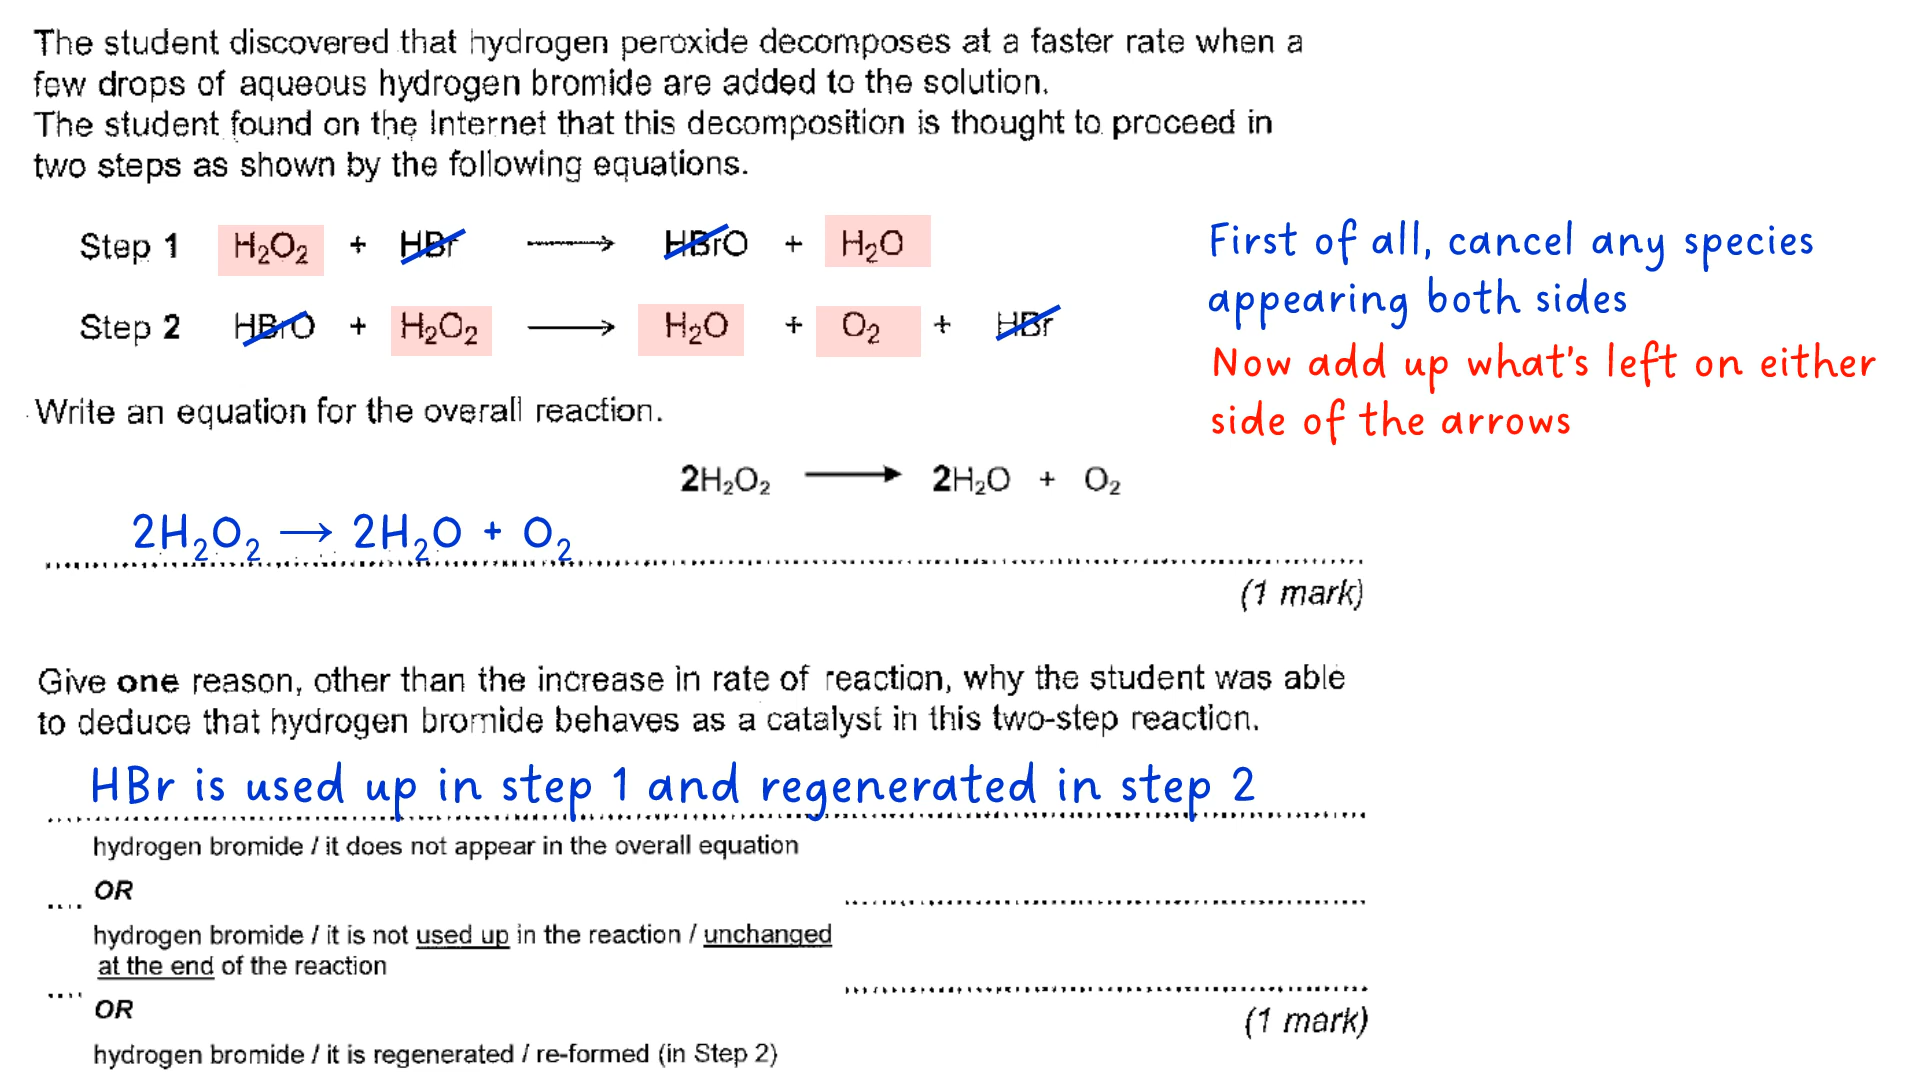 The student discovered that hydrogen peroxide decomposes at a faster rate when a
few drops of aqueous hydrogen bromide are added to the solution.
The student found on the Internet that this decomposition is thought to proceed in
two steps as shown by the following equations.
Step 1 H₂O₂ + HBr ⟶ HBrO + H₂O
Step 2 HBrO + H₂O₂ ⟶ H₂O + O₂ + HBr
First of all, cancel any species
appearing both sides
Now add up what's left on either
side of the arrows
Write an equation for the overall reaction.
2H₂O₂ ⟶ 2H₂O + O₂
2H₂O₂ → 2H₂O + O₂
(1 mark)
Give one reason, other than the increase in rate of reaction, why the student was able
to deduce that hydrogen bromide behaves as a catalyst in this two-step reaction.
HBr is used up in step 1 and regenerated in step 2
hydrogen bromide / it does not appear in the overall equation
OR
hydrogen bromide / it is not used up in the reaction / unchanged
at the end of the reaction
OR
(1 mark)
hydrogen bromide / it is regenerated / re-formed (in Step 2)